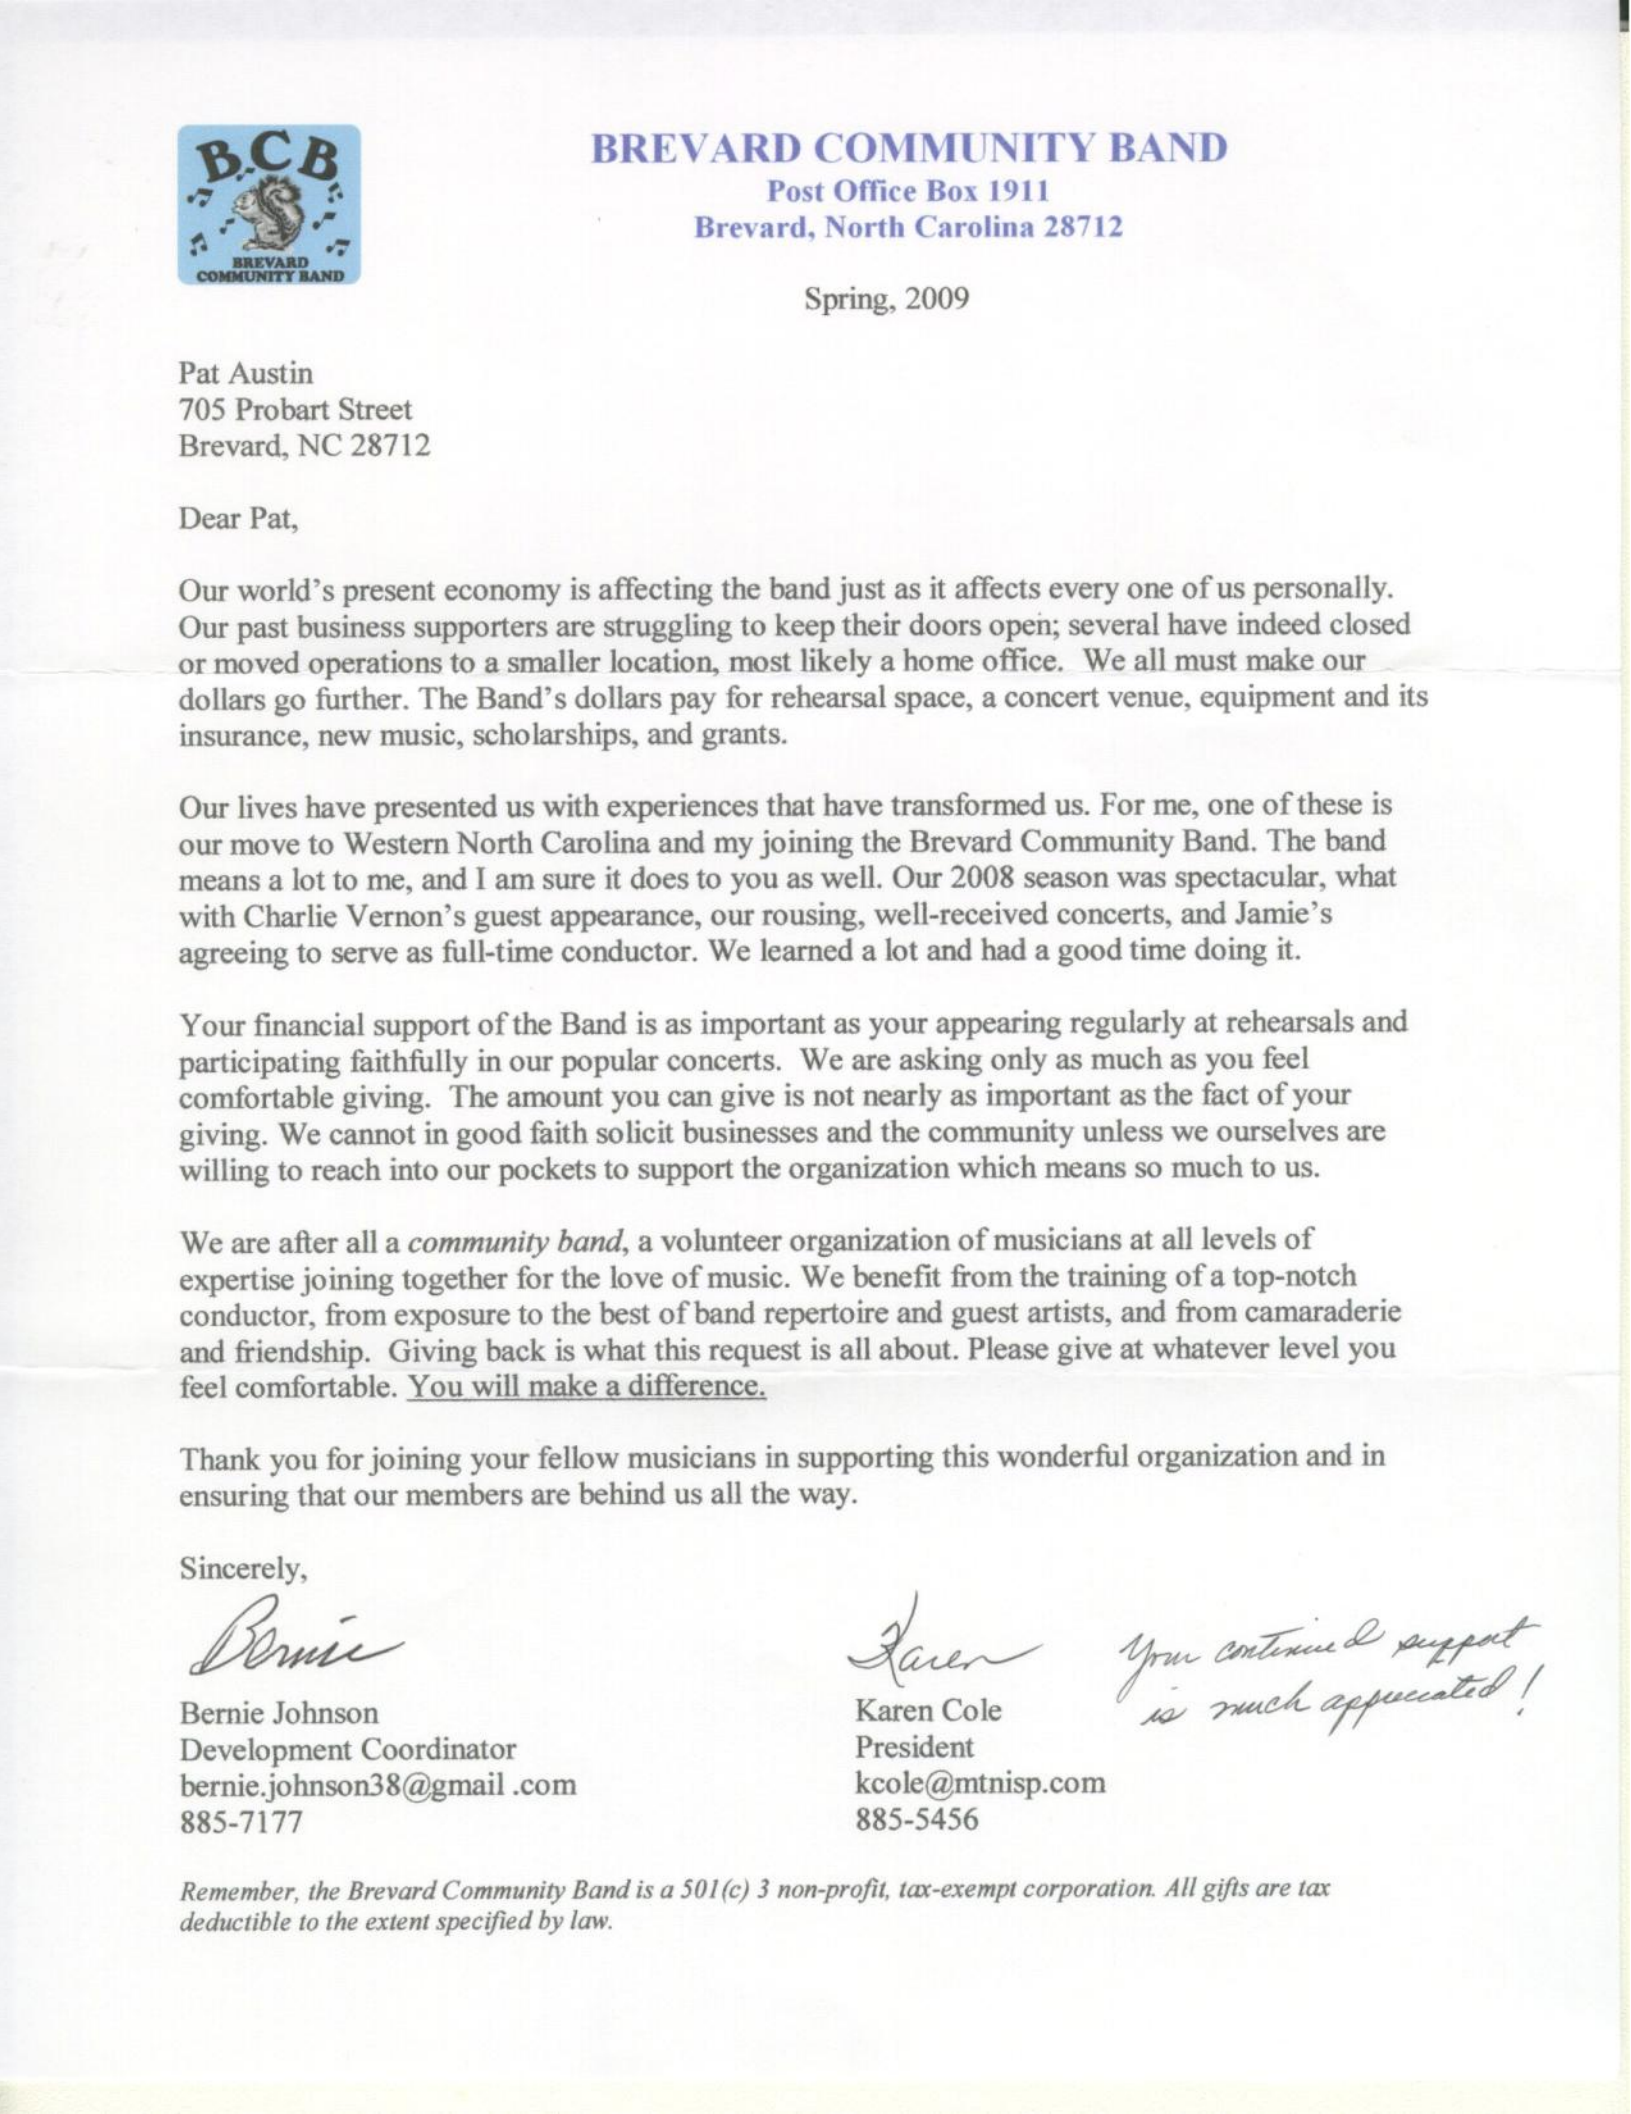 B.C.B
BREVARD
COMMUNITY BAND
BREVARD COMMUNITY BAND
Post Office Box 1911
Brevard, North Carolina 28712
Spring, 2009
Pat Austin
705 Probart Street
Brevard, NC 28712
Dear Pat,
Our world's present economy is affecting the band just as it affects every one of us personally.
Our past business supporters are struggling to keep their doors open; several have indeed closed
or moved operations to a smaller location, most likely a home office.  We all must make our
dollars go further. The Band's dollars pay for rehearsal space, a concert venue, equipment and its
insurance, new music, scholarships, and grants.
Our lives have presented us with experiences that have transformed us. For me, one of these is
our move to Western North Carolina and my joining the Brevard Community Band. The band
means a lot to me, and I am sure it does to you as well. Our 2008 season was spectacular, what
with Charlie Vernon's guest appearance, our rousing, well-received concerts, and Jamie's
agreeing to serve as full-time conductor. We learned a lot and had a good time doing it.
Your financial support of the Band is as important as your appearing regularly at rehearsals and
participating faithfully in our popular concerts.  We are asking only as much as you feel
comfortable giving.  The amount you can give is not nearly as important as the fact of your
giving. We cannot in good faith solicit businesses and the community unless we ourselves are
willing to reach into our pockets to support the organization which means so much to us.
We are after all a community band, a volunteer organization of musicians at all levels of
expertise joining together for the love of music. We benefit from the training of a top-notch
conductor, from exposure to the best of band repertoire and guest artists, and from camaraderie
and friendship.  Giving back is what this request is all about. Please give at whatever level you
feel comfortable. You will make a difference.
Thank you for joining your fellow musicians in supporting this wonderful organization and in
ensuring that our members are behind us all the way.
Sincerely,
Bernie
Bernie Johnson
Development Coordinator
bernie.johnson38@gmail .com
885-7177
Karen
Karen Cole
President
kcole@mtnisp.com
885-5456
Your continued support
is much appreciated!
Remember, the Brevard Community Band is a 501(c) 3 non-profit, tax-exempt corporation. All gifts are tax
deductible to the extent specified by law.